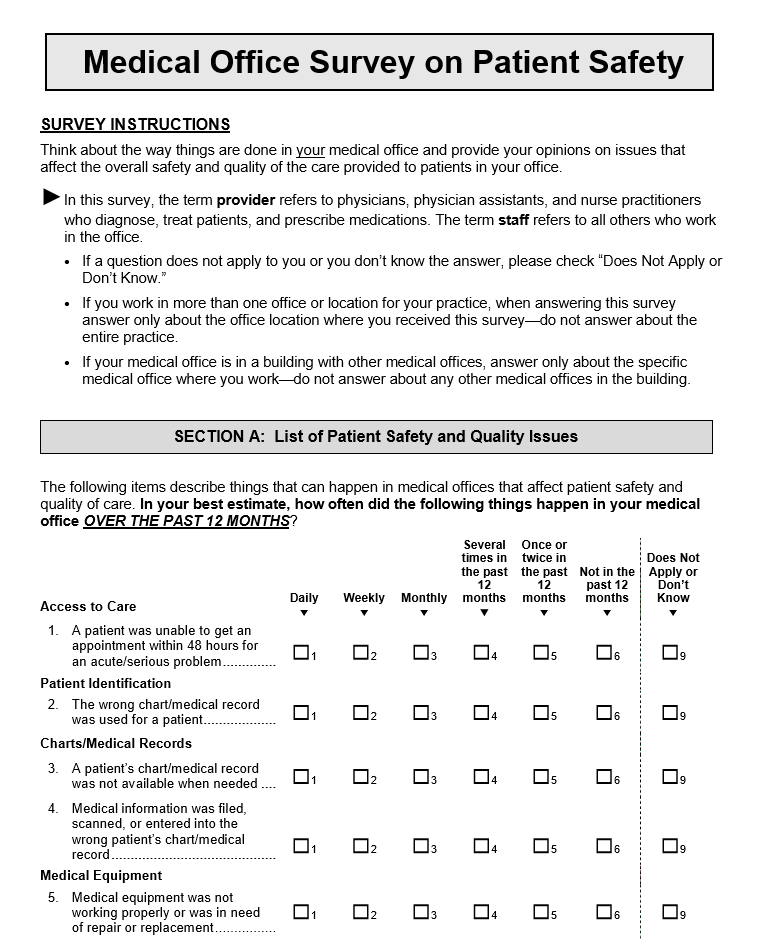 Medical Office Survey on Patient Safety
SURVEY INSTRUCTIONS
Think about the way things are done in your medical office and provide your opinions on issues that
affect the overall safety and quality of the care provided to patients in your office.
► In this survey, the term provider refers to physicians, physician assistants, and nurse practitioners
who diagnose, treat patients, and prescribe medications. The term staff refers to all others who work
in the office.
• If a question does not apply to you or you don’t know the answer, please check “Does Not Apply or
Don’t Know.”
• If you work in more than one office or location for your practice, when answering this survey
answer only about the office location where you received this survey—do not answer about the
entire practice.
• If your medical office is in a building with other medical offices, answer only about the specific
medical office where you work—do not answer about any other medical offices in the building.
SECTION A: List of Patient Safety and Quality Issues
The following items describe things that can happen in medical offices that affect patient safety and
quality of care. In your best estimate, how often did the following things happen in your medical
office OVER THE PAST 12 MONTHS?
Access to Care
Daily
▼
Weekly
▼
Monthly
▼
Several
times in
the past
12
months
▼
Once or
twice in
the past
12
months
▼
Not in the
past 12
months
▼
Does Not
Apply or
Don’t
Know
▼
1. A patient was unable to get an
appointment within 48 hours for
an acute/serious problem.............. ☐1 ☐2 ☐3 ☐4 ☐5 ☐6 ☐9
Patient Identification
2. The wrong chart/medical record
was used for a patient................... ☐1 ☐2 ☐3 ☐4 ☐5 ☐6 ☐9
Charts/Medical Records
3. A patient’s chart/medical record
was not available when needed .... ☐1 ☐2 ☐3 ☐4 ☐5 ☐6 ☐9
4. Medical information was filed,
scanned, or entered into the
wrong patient’s chart/medical
record........................................... ☐1 ☐2 ☐3 ☐4 ☐5 ☐6 ☐9
Medical Equipment
5. Medical equipment was not
working properly or was in need
of repair or replacement................ ☐1 ☐2 ☐3 ☐4 ☐5 ☐6 ☐9